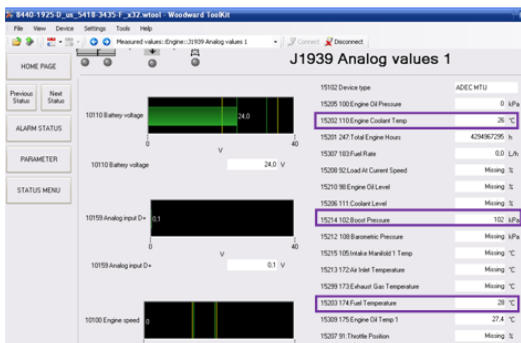 8440-1925-D_us_5418-3435-F_x32.wtool - Woodward ToolKit
File View Device Settings Tools Help
Measured values::Engine::J1939 Analog values 1 Connect Disconnect
HOME PAGE
Previous Status
Next Status
ALARM STATUS
PARAMETER
STATUS MENU
J1939 Analog values 1
10110 Battery voltage
24,0
0 40
V
10110 Battery voltage 24,0 V
10159 Analog input D+
0,1
0 40
V
10159 Analog input D+ 0,1 V
10100 Engine speed
0
15102 Device type ADEC MTU
15205 100:Engine Oil Pressure 0 kPa
15202 110:Engine Coolant Temp 26 °C
15201 247:Total Engine Hours 4294967295 h
15307 183:Fuel Rate 0,0 L/h
15208 92:Load At Current Speed Missing %
15210 98:Engine Oil Level Missing %
15206 111:Coolant Level Missing %
15214 102:Boost Pressure 102 kPa
15212 108:Barometric Pressure Missing kPa
15215 105:Intake Manifold 1 Temp Missing °C
15213 172:Air Inlet Temperature Missing °C
15299 173:Exhaust Gas Temperature Missing °C
15203 174:Fuel Temperature 28 °C
15309 175:Engine Oil Temp 1 27,4 °C
15207 91:Throttle Position Missing %